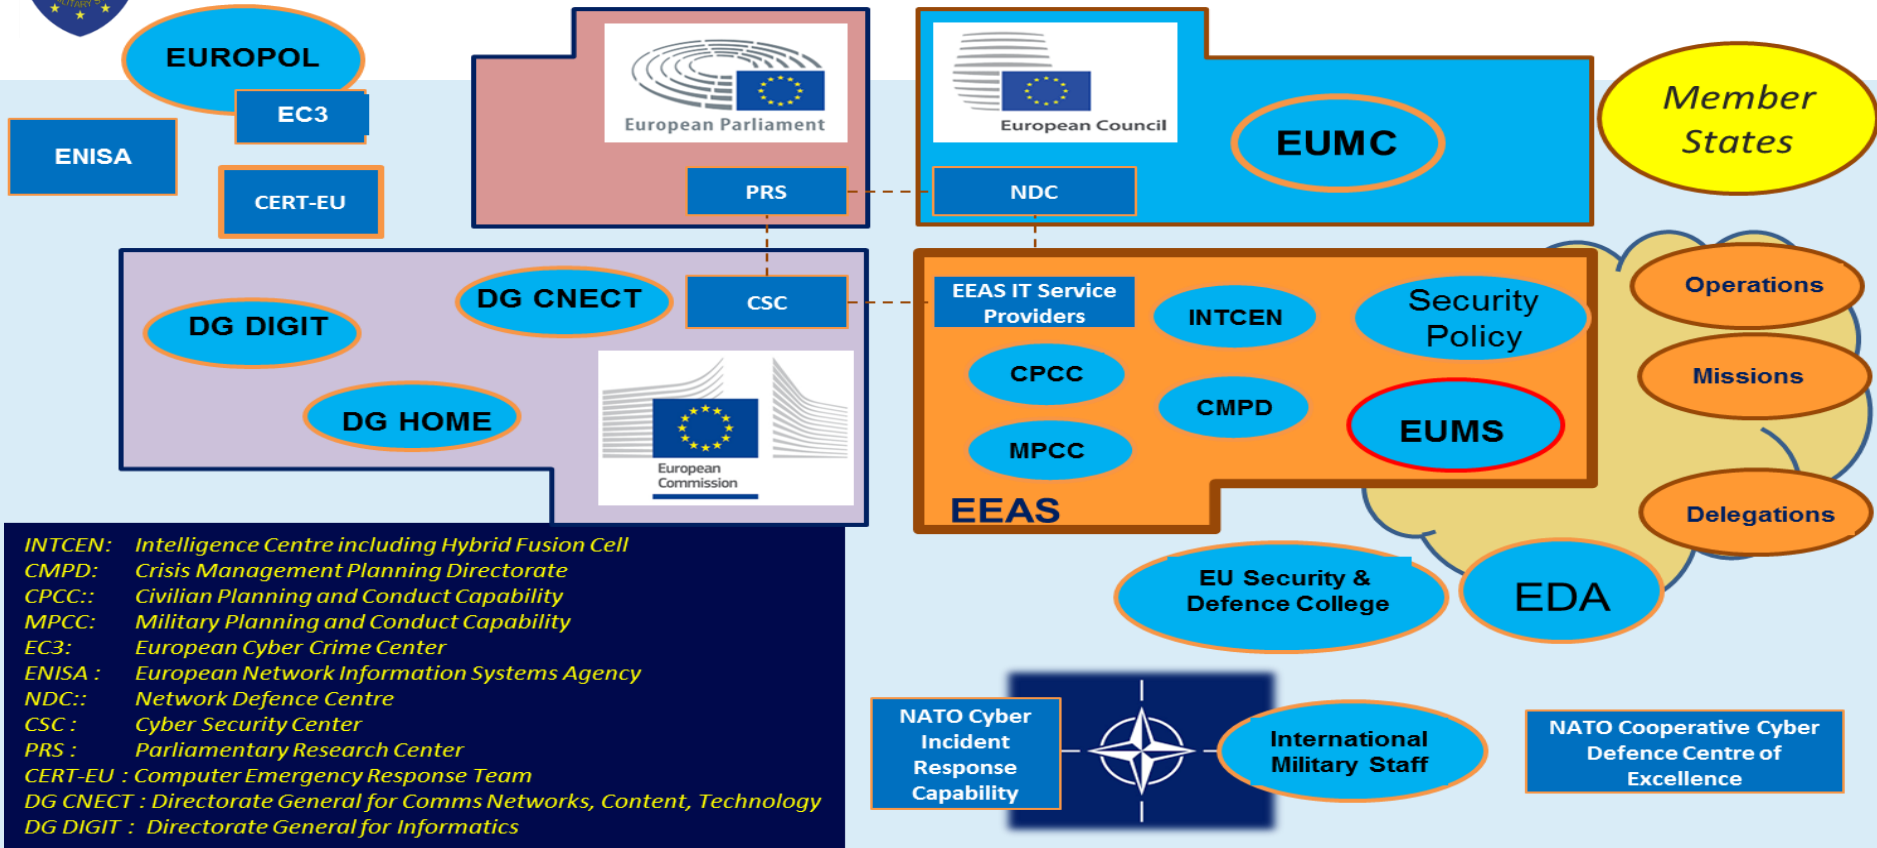 MILITARY S
EUROPOL
EC3
ENISA
CERT-EU
European Parliament
PRS
European Council
EUMC
NDC
Member
States
DG CNECT
DG DIGIT
CSC
DG HOME
European
Commission
EEAS IT Service
Providers
INTCEN
Security
Policy
CPCC
CMPD
EUMS
MPCC
EEAS
Operations
Missions
Delegations
INTCEN: Intelligence Centre including Hybrid Fusion Cell
CMPD: Crisis Management Planning Directorate
CPCC:: Civilian Planning and Conduct Capability
MPCC: Military Planning and Conduct Capability
EC3: European Cyber Crime Center
ENISA : European Network Information Systems Agency
NDC:: Network Defence Centre
CSC : Cyber Security Center
PRS : Parliamentary Research Center
CERT-EU : Computer Emergency Response Team
DG CNECT : Directorate General for Comms Networks, Content, Technology
DG DIGIT : Directorate General for Informatics
EU Security &
Defence College
EDA
NATO Cyber
Incident
Response
Capability
International
Military Staff
NATO Cooperative Cyber
Defence Centre of
Excellence